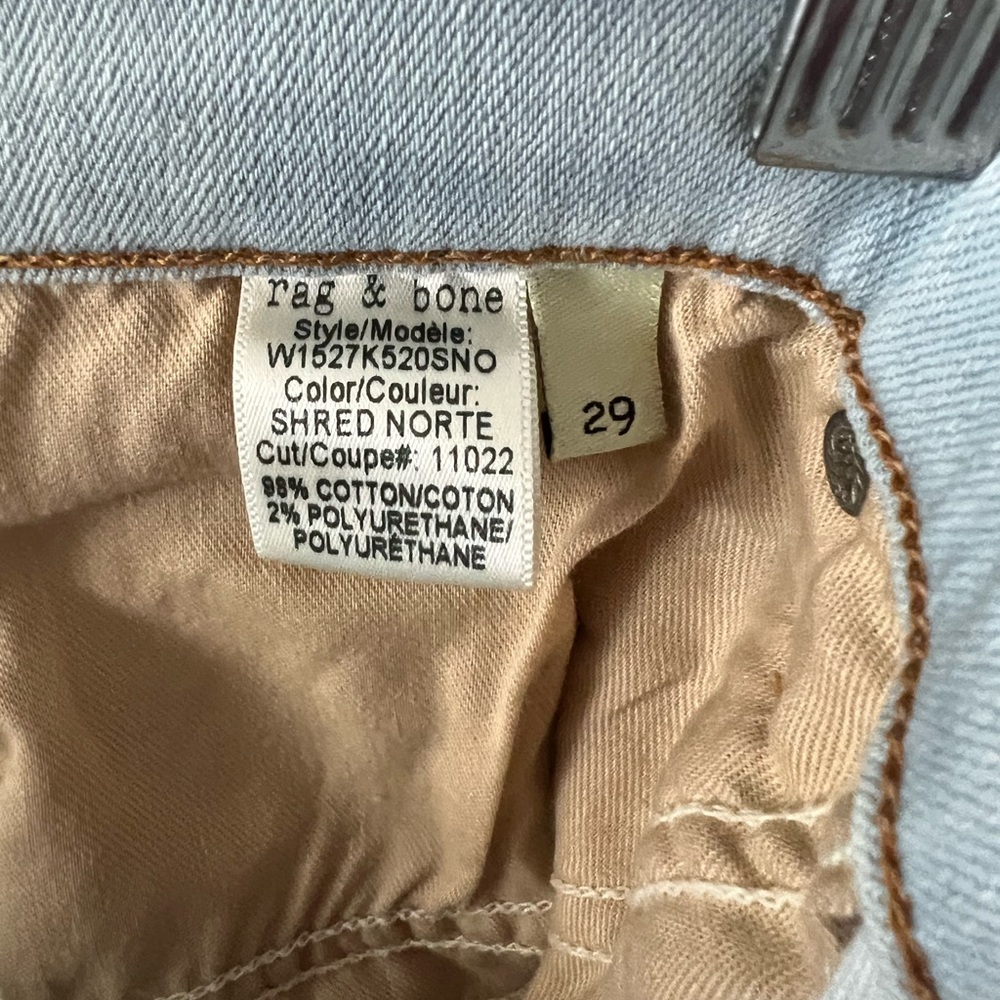 rag & bone
Style/Modèle:
W1527K520SNO
Color/Couleur:
SHRED NORTE
Cut/Coupe#: 11022
98% COTTON/COTON
2% POLYURETHANE/
POLYURÉTHANE
29